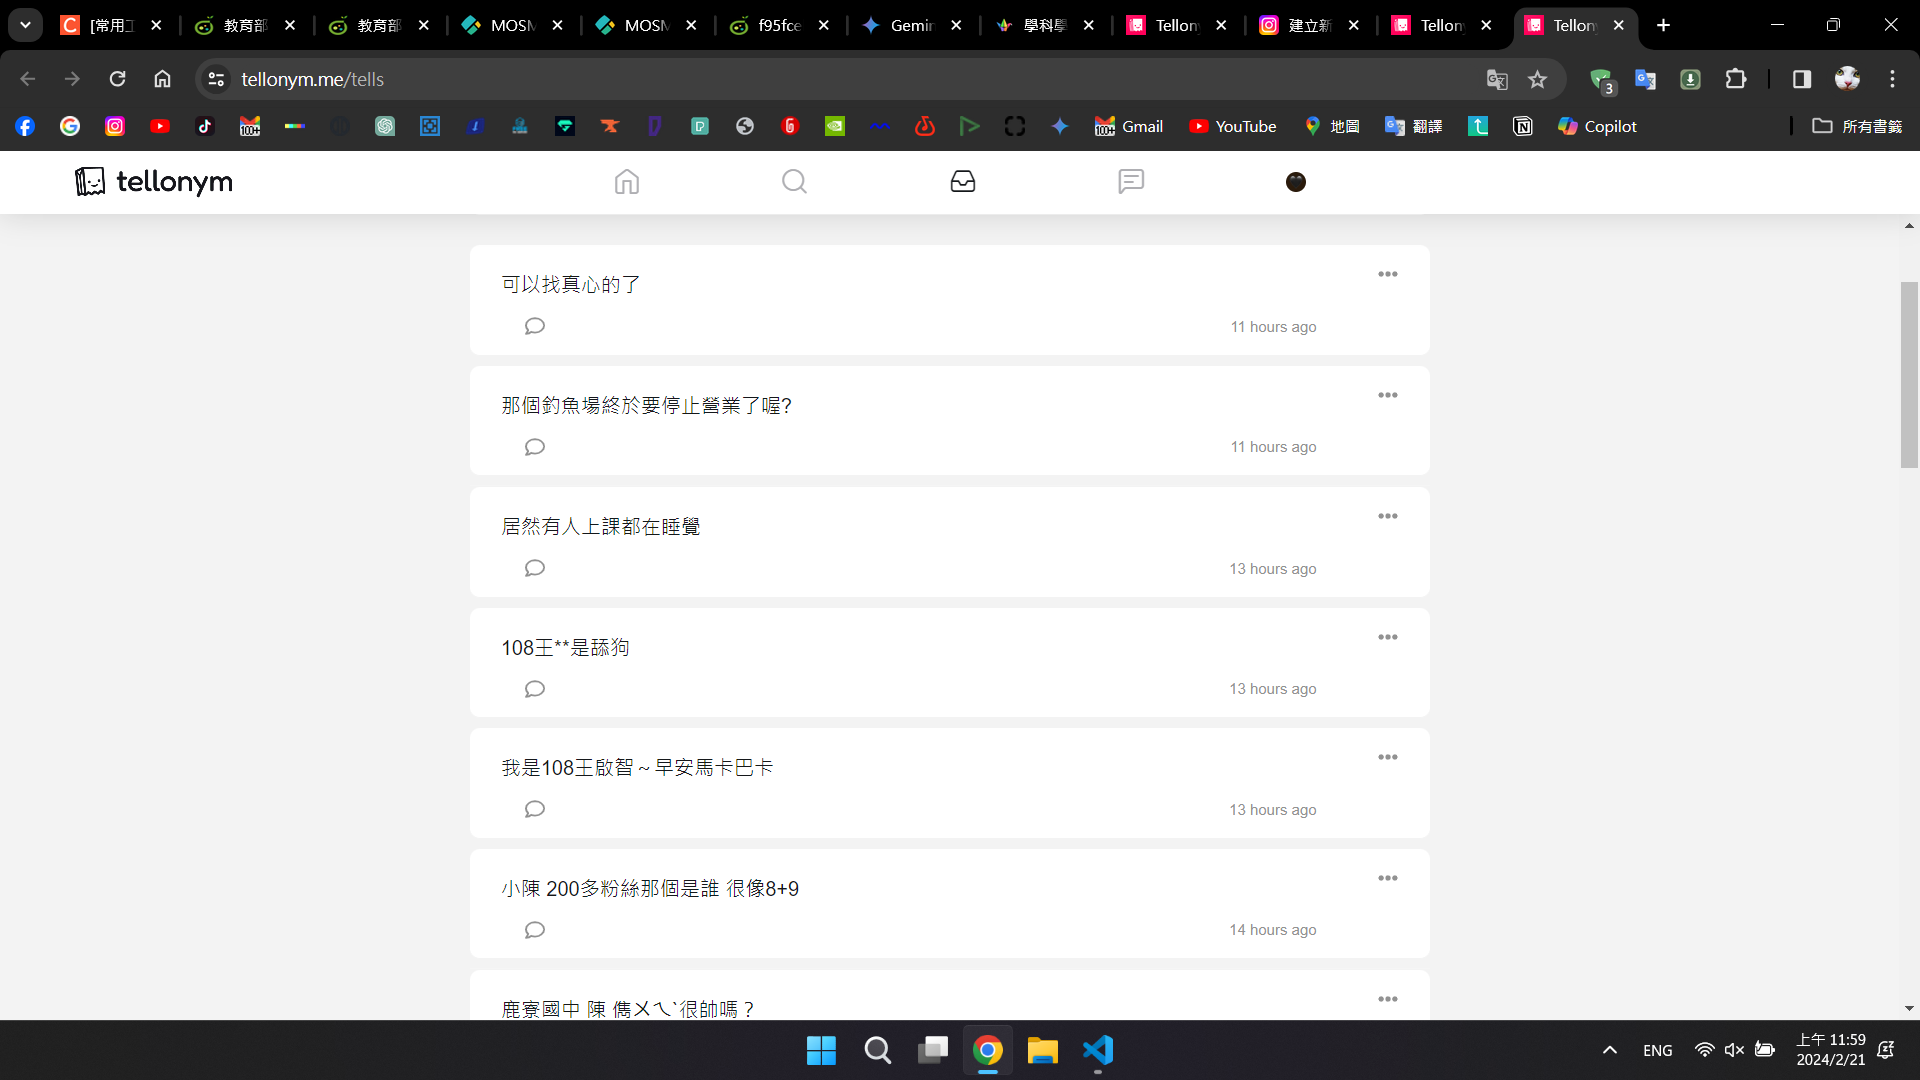 [常用工
教育部
教育部
MOSM
MOSM
f95fce
Gemin
學科學
Tellony
建立新
Tellony
Tellony
tellonym.me/tells
3
Gmail
YouTube
地圖
翻譯
Copilot
所有書籤
tellonym
可以找真心的了
11 hours ago
那個釣魚場終於要停止營業了喔?
11 hours ago
居然有人上課都在睡覺
13 hours ago
108王**是舔狗
13 hours ago
我是108王啟智～早安馬卡巴卡
13 hours ago
小陳 200多粉絲那個是誰 很像8+9
14 hours ago
鹿寮國中 陳 儁ㄨㄟˋ很帥嗎？
ENG
上午 11:59
2024/2/21